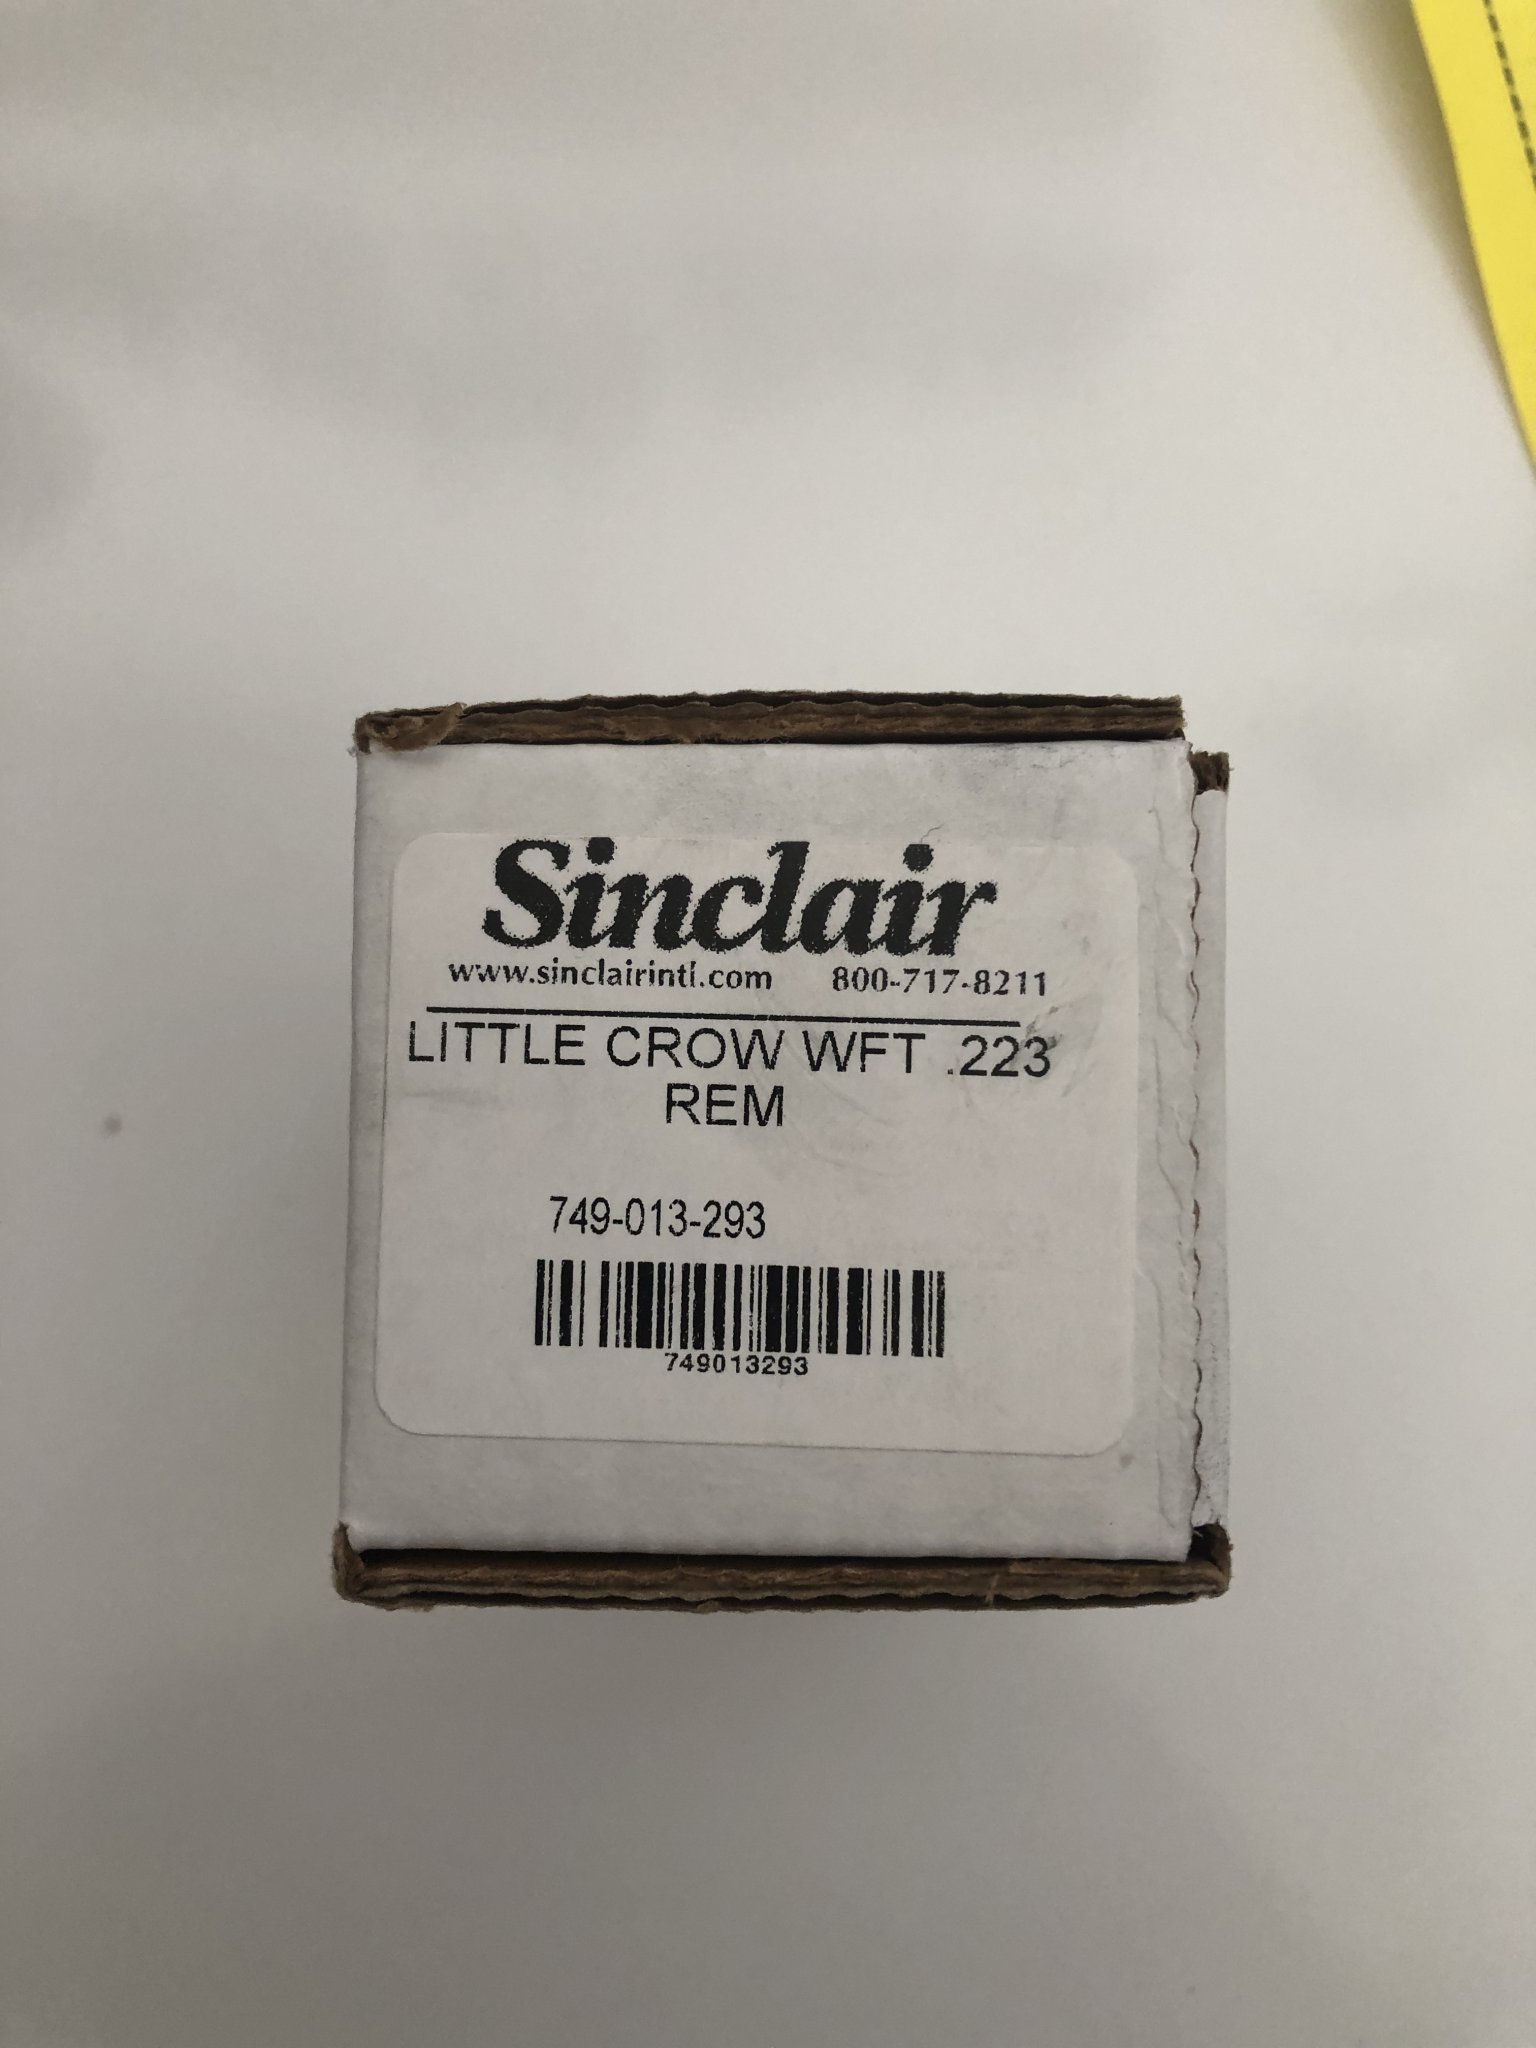 Sinclair
www.sinclairintl.com 800-717-8211
LITTLE CROW WFT .223
REM
749-013-293
749013293